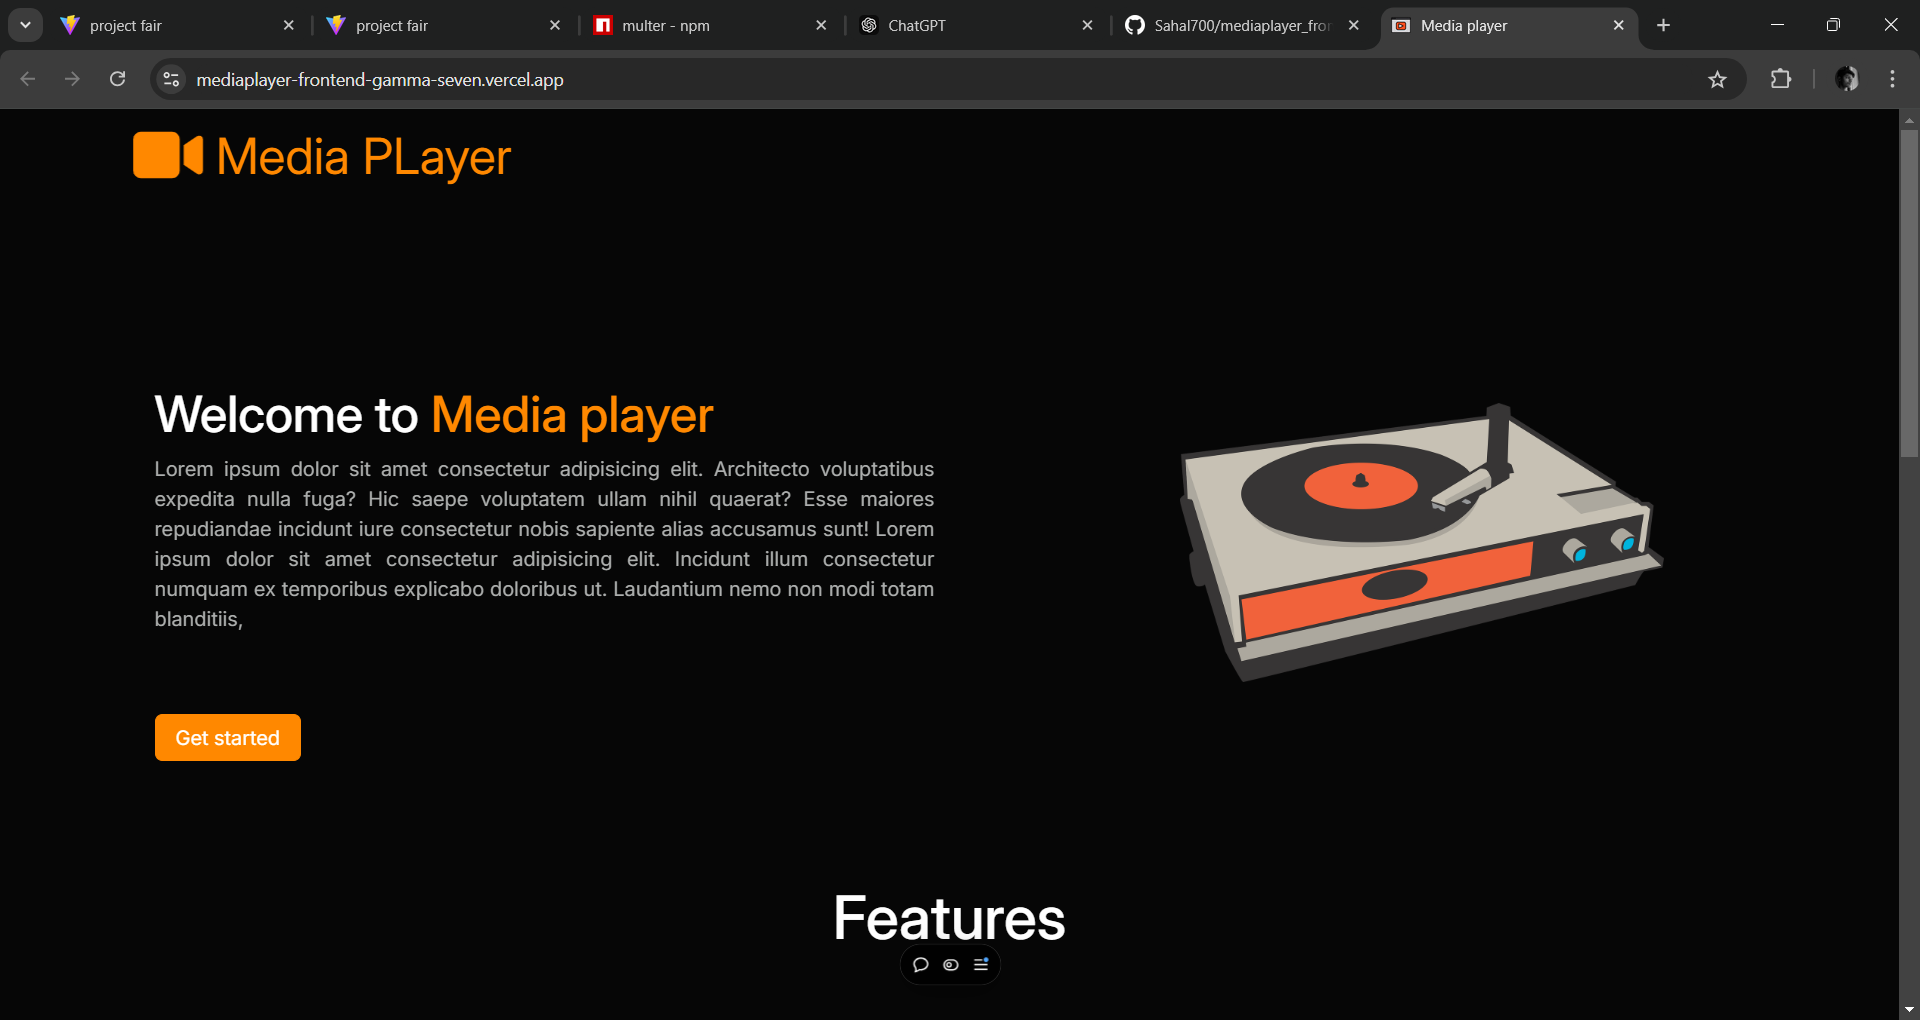 project fair
project fair
multer - npm
ChatGPT
Sahal700/mediaplayer_fro
Media player
mediaplayer-frontend-gamma-seven.vercel.app
Media PLayer
Welcome to Media player
Lorem ipsum dolor sit amet consectetur adipisicing elit. Architecto voluptatibus
expedita nulla fuga? Hic saepe voluptatem ullam nihil quaerat? Esse maiores
repudiandae incidunt iure consectetur nobis sapiente alias accusamus sunt! Lorem
ipsum dolor sit amet consectetur adipisicing elit. Incidunt illum consectetur
numquam ex temporibus explicabo doloribus ut. Laudantium nemo non modi totam
blanditiis,
Get started
Features